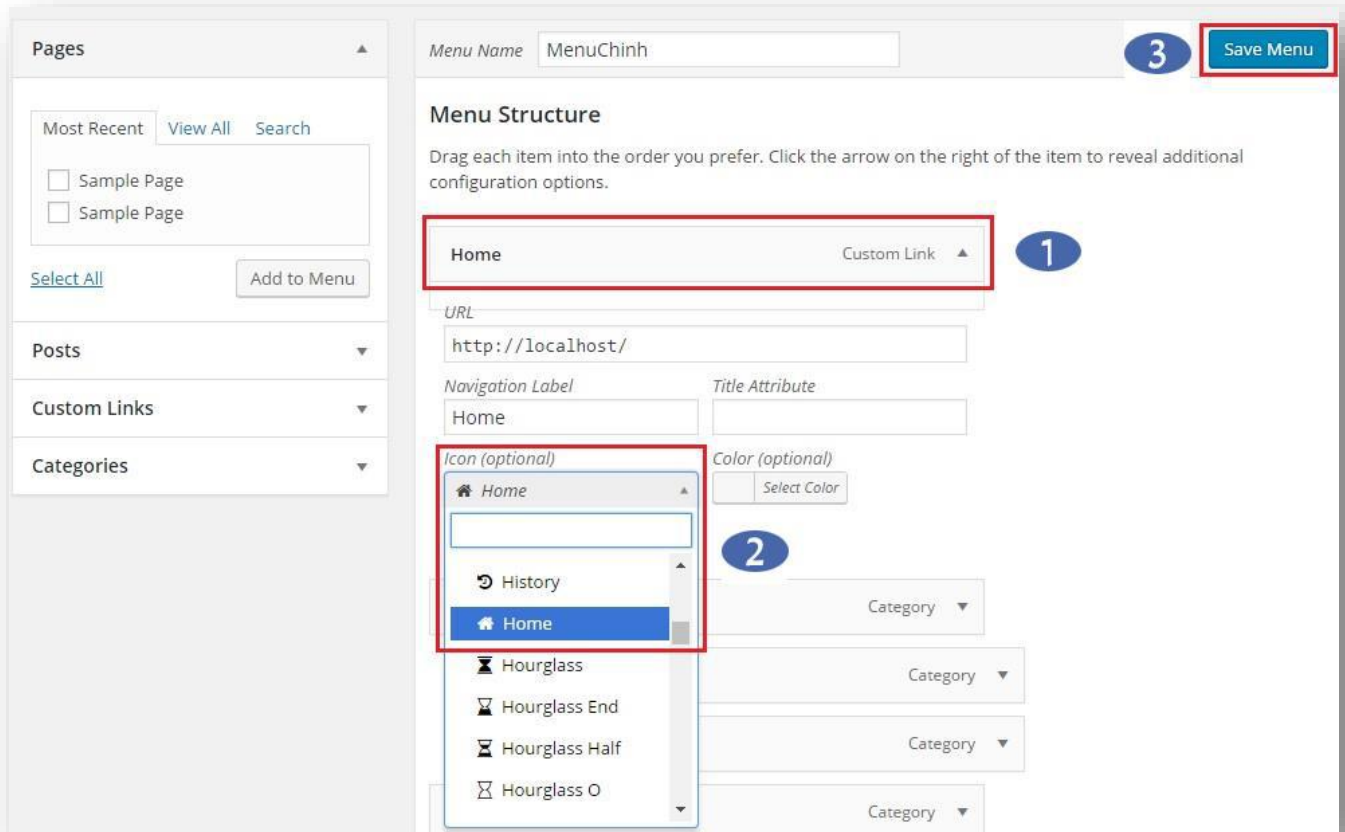 Pages
Most Recent View All Search
Sample Page
Sample Page
Select All Add to Menu
Posts
Custom Links
Categories
Menu Name MenuChinh
3 Save Menu
Menu Structure
Drag each item into the order you prefer. Click the arrow on the right of the item to reveal additional
configuration options.
Home Custom Link
1
URL
http://localhost/
Navigation Label Title Attribute
Home
Icon (optional) Color (optional)
Home Select Color
2
History
Home
Hourglass
Hourglass End
Hourglass Half
Hourglass O
Category
Category
Category
Category